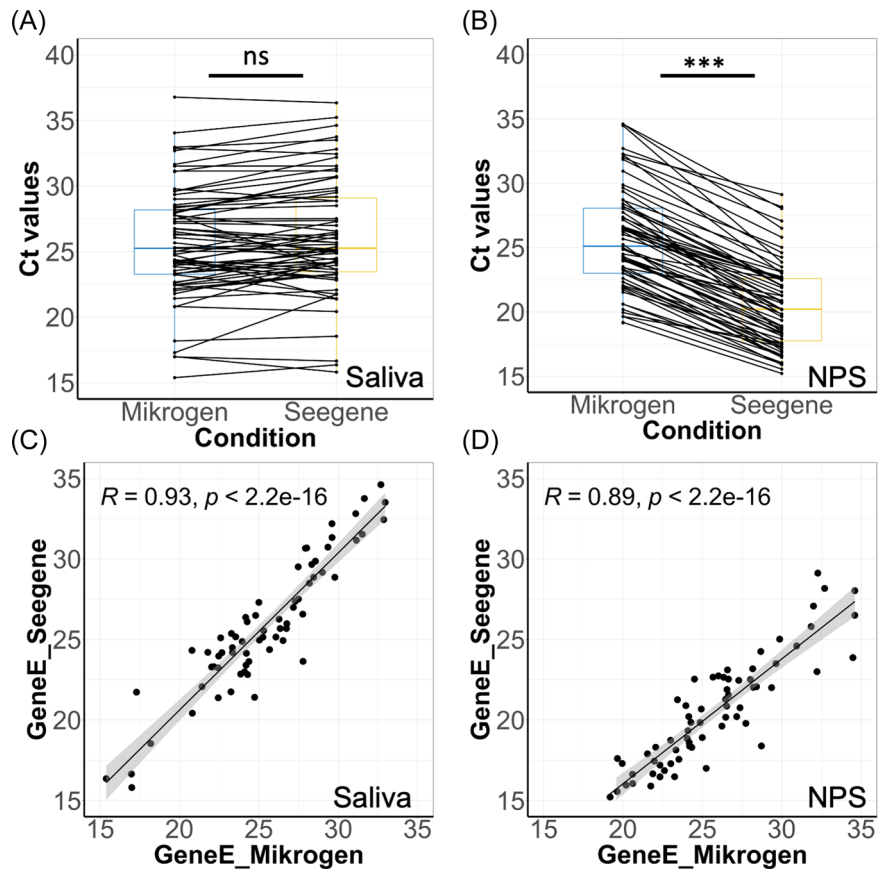 (A)
ns
40
35
30
25
20
15
Ct values
Saliva
Mikrogen
Seegene
Condition
(B)
***
40
35
30
25
20
15
Ct values
NPS
Mikrogen
Seegene
Condition
(C)
R = 0.93, p < 2.2e-16
35
30
25
20
15
GeneE_Seegene
Saliva
15 20 25 30 35
GeneE_Mikrogen
(D)
R = 0.89, p < 2.2e-16
35
30
25
20
15
GeneE_Seegene
NPS
15 20 25 30 35
GeneE_Mikrogen